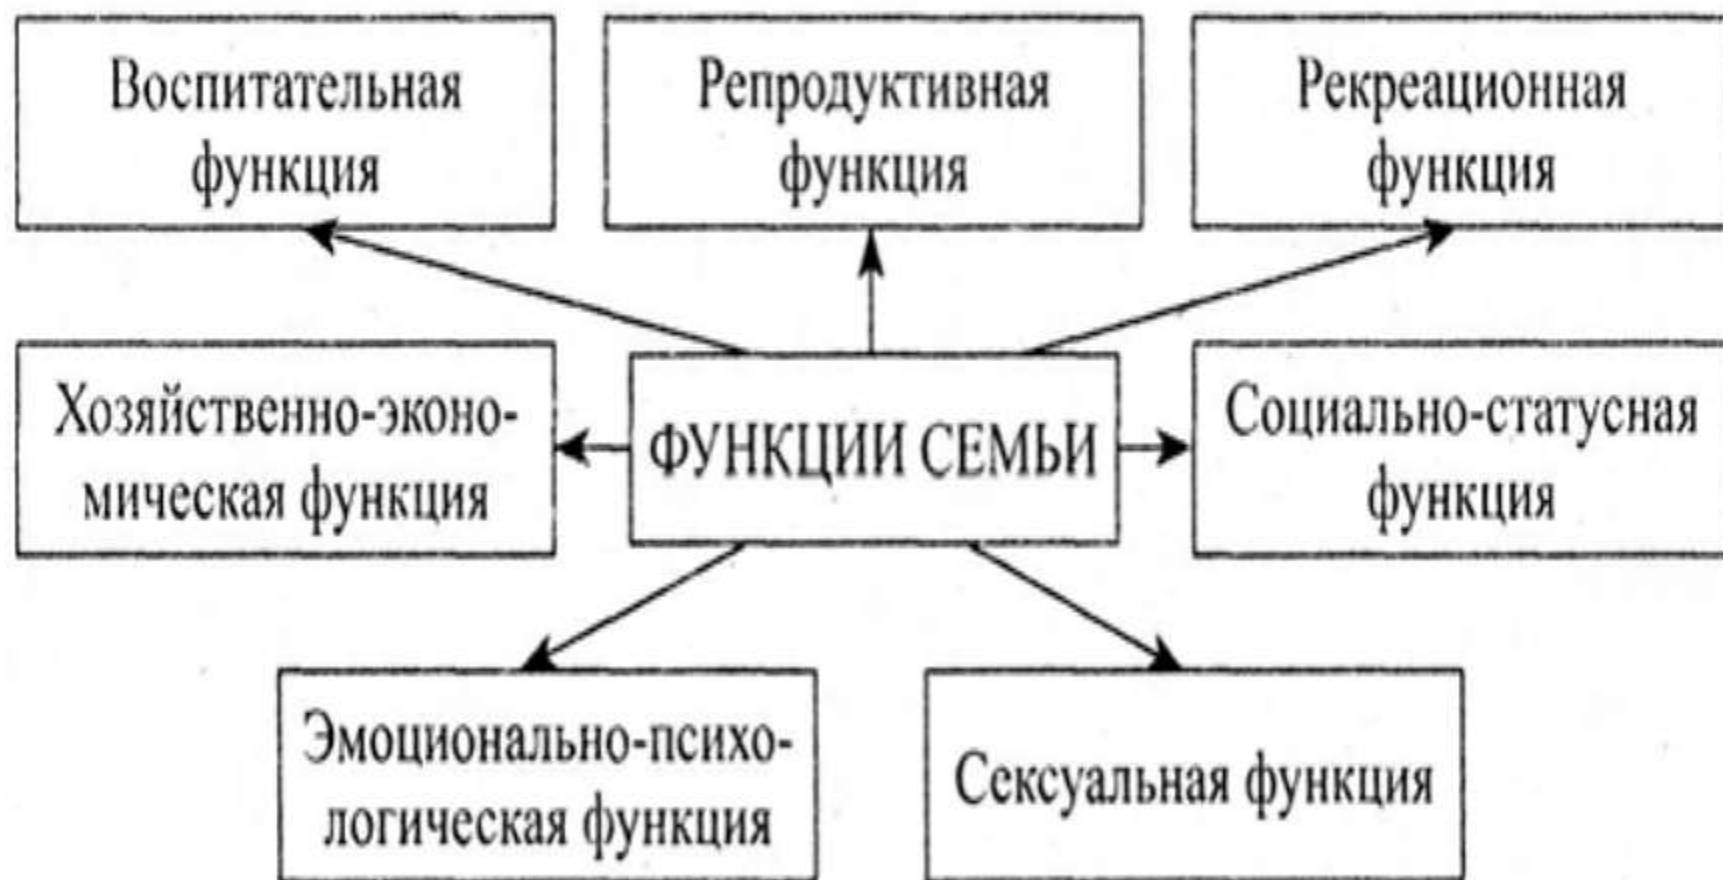 Воспитательная
функция
Репродуктивная
функция
Рекреационная
функция
Хозяйственно-эконо-
мическая функция
ФУНКЦИИ СЕМЬИ
Социально-статусная
функция
Эмоционально-психо-
логическая функция
Сексуальная функция